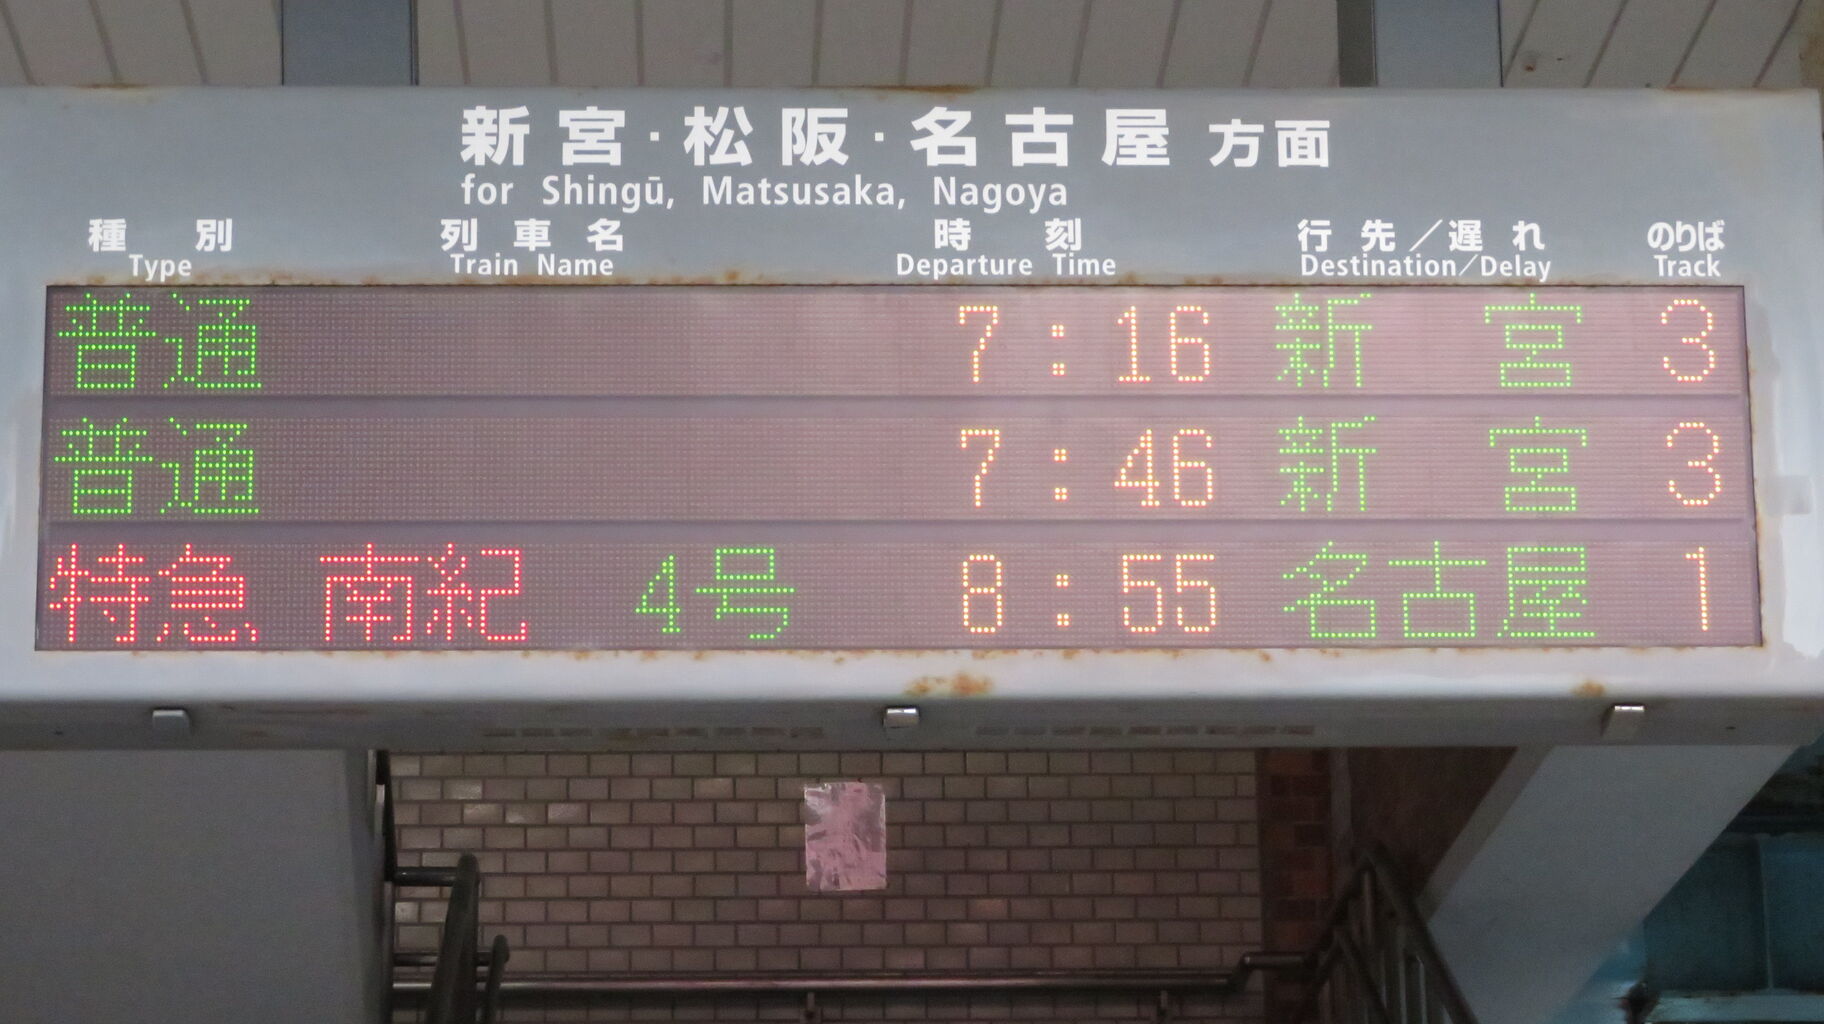 新宮・松阪・名古屋 方面
for Shingū, Matsusaka, Nagoya
種別 列車名 時刻 行先／遅れ のりば
Type Train Name Departure Time Destination/Delay Track
普通 7:16 新宮 3
普通 7:46 新宮 3
特急 南紀 4号 8:55 名古屋 1